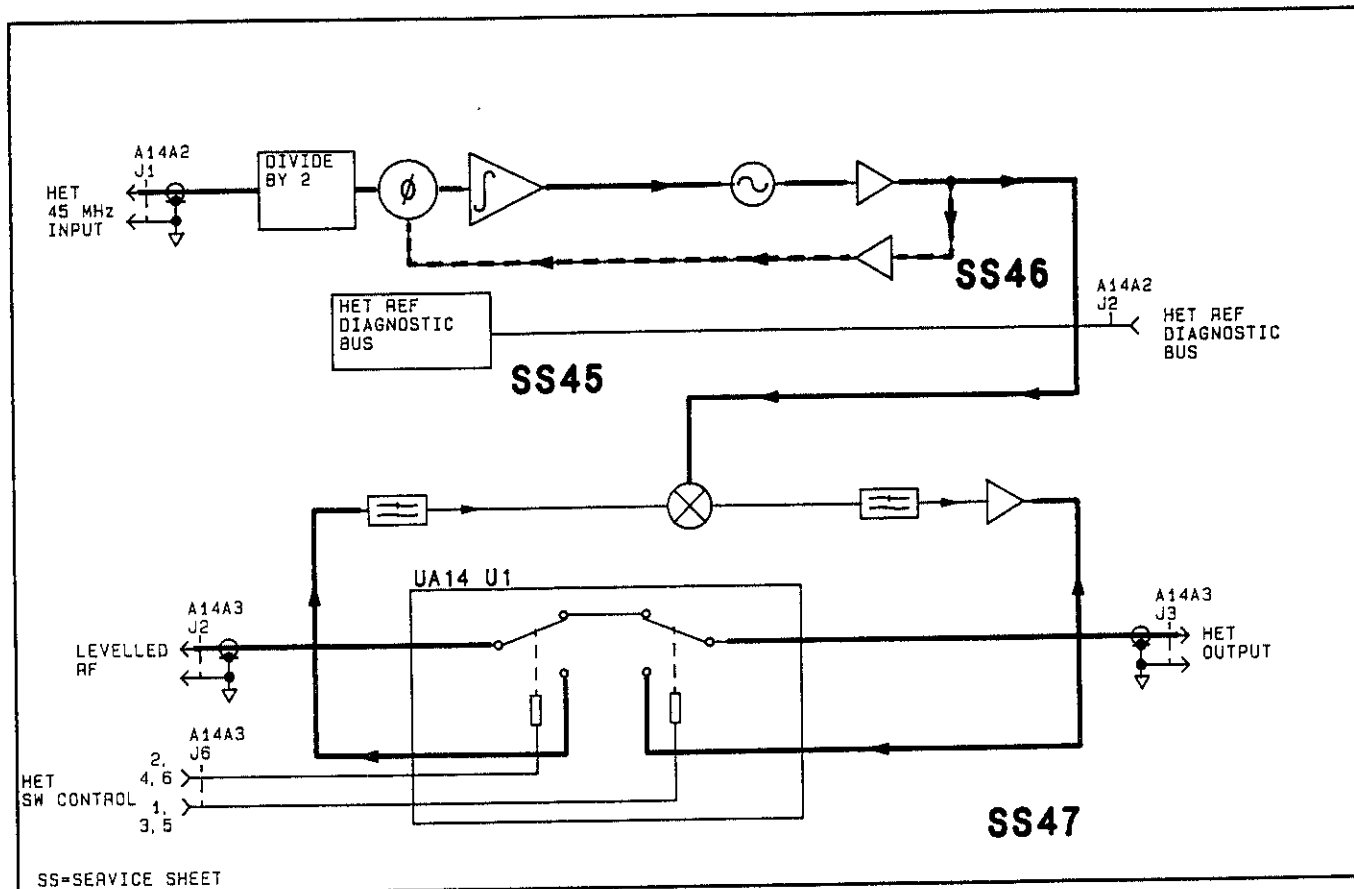 A14A2
J1
HET
45 MHz
INPUT
DIVIDE
BY 2
ϕ
∫
SS46
HET REF
DIAGNOSTIC
BUS
SS45
A14A2
J2
HET REF
DIAGNOSTIC
BUS
UA14 U1
A14A3
J2
LEVELLED
RF
A14A3
J3
HET
OUTPUT
A14A3
J6
HET
SW CONTROL
2,
4, 6
1,
3, 5
SS47
SS=SERVICE SHEET